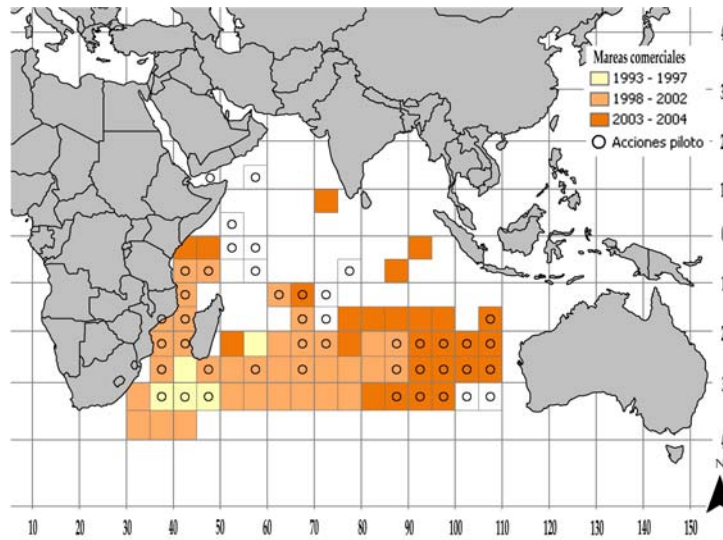 Mareas comerciales
1993 - 1997
1998 - 2002
2003 - 2004
Acciones piloto
N
10 20 30 40 50 60 70 80 90 100 110 120 130 140 150